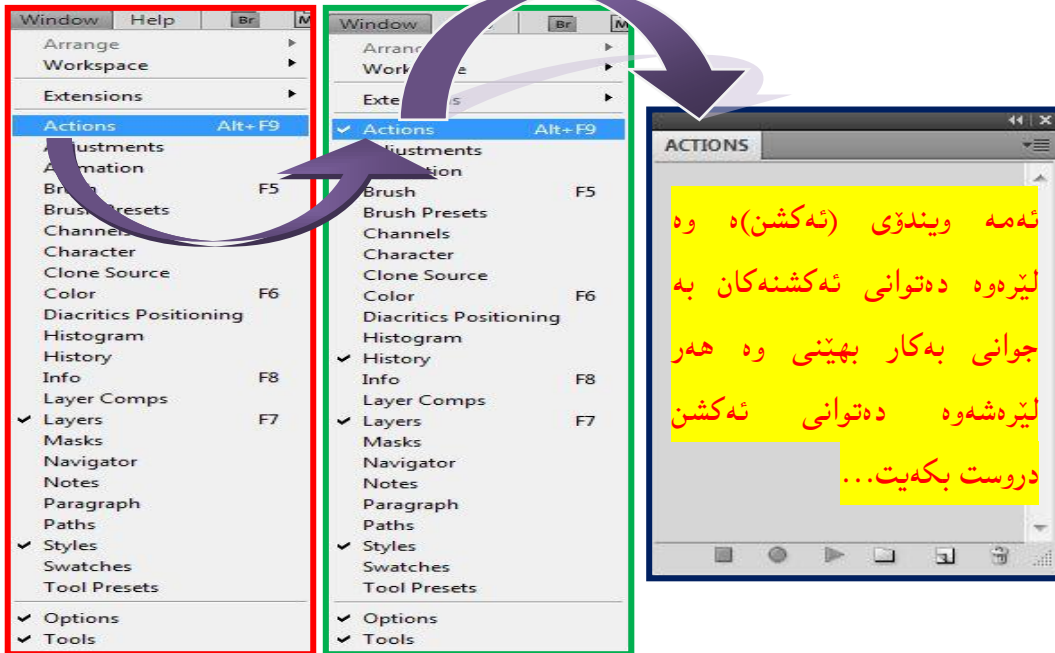 Window Help Br
Arrange
Workspace
Extensions
Actions Alt+F9
Animation
F5
Channels
Character
Clone Source
Color F6
Diacritics Positioning
Histogram
History
Info F8
Layer Comps
Layers F7
Masks
Navigator
Notes
Paragraph
Paths
Styles
Swatches
Tool Presets
Options
Tools
Window Br
Actions Alt+F9
Brush F5
Brush Presets
Channels
Character
Clone Source
Color F6
Diacritics Positioning
Histogram
History
Info F8
Layer Comps
Layers F7
Masks
Navigator
Notes
Paragraph
Paths
Styles
Swatches
Tool Presets
Options
Tools
ACTIONS
ئەمە ویندۆی (ئەکشن)ە وە
لێرەوە دەتوانی ئەکشنەکان بە
جوانی بەکار بهێنی وە هەر
لێرەشەوە دەتوانی ئەکشن
دروست بکەیت...